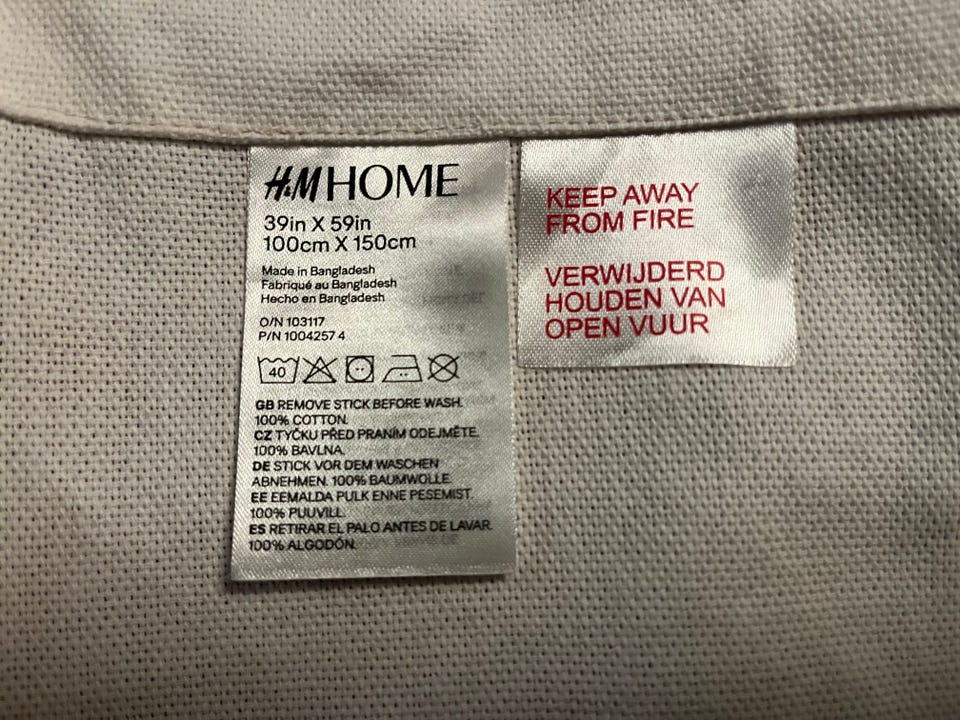 H&M HOME
39in X 59in
100cm X 150cm
Made in Bangladesh
Fabriqué au Bangladesh
Hecho en Bangladesh
O/N 103117
P/N 1004257 4
40
GB REMOVE STICK BEFORE WASH.
100% COTTON.
CZ TYČKU PŘED PRANÍM ODEJMĚTE.
100% BAVLNA.
DE STICK VOR DEM WASCHEN
ABNEHMEN. 100% BAUMWOLLE.
EE EEMALDA PULK ENNE PESEMIST.
100% PUUVILL.
ES RETIRAR EL PALO ANTES DE LAVAR.
100% ALGODÓN.
KEEP AWAY
FROM FIRE
VERWIJDERD
HOUDEN VAN
OPEN VUUR